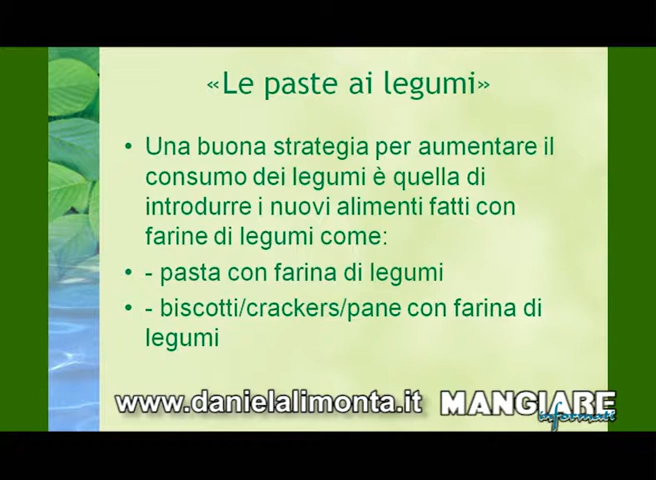 «Le paste ai legumi»
• Una buona strategia per aumentare il
consumo dei legumi è quella di
introdurre i nuovi alimenti fatti con
farine di legumi come:
• - pasta con farina di legumi
• - biscotti/crackers/pane con farina di
legumi
www.danielalimonta.it MANGIARE
informati